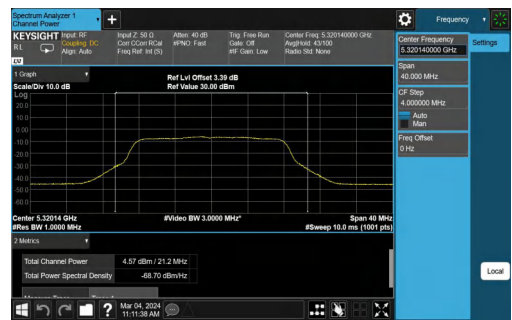 Spectrum Analyzer 1
Channel Power
+
Frequency
KEYSIGHT
RL
Input: RF
Coupling: DC
Align: Auto
Input Z: 50 Ω
Corr CCorr RCal
Freq Ref: Int (S)
Atten: 40 dB
#PNO: Fast
Trig: Free Run
Gate: Off
#IF Gain: Low
Center Freq: 5.320140000 GHz
Avg|Hold: 43/100
Radio Std: None
Center Frequency
5.320140000 GHz
Settings
Span
40.000 MHz
CF Step
4.000000 MHz
Auto
Man
Freq Offset
0 Hz
1 Graph
Scale/Div 10.0 dB
Ref Lvl Offset 3.39 dB
Ref Value 30.00 dBm
Log
20.0
10.0
0.0
-10.0
-20.0
-30.0
-40.0
-50.0
-60.0
Center 5.32014 GHz
#Video BW 3.0000 MHz*
Span 40 MHz
#Res BW 1.0000 MHz
#Sweep 10.0 ms (1001 pts)
2 Metrics
Total Channel Power 4.57 dBm / 21.2 MHz
Total Power Spectral Density -68.70 dBm/Hz
Local
?
Mar 04, 2024
11:11:38 AM